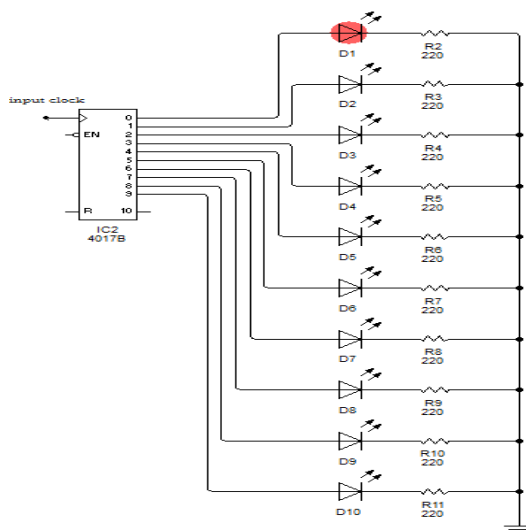 D1
R2
220
input clock
0
1
EN
2
3
4
5
6
7
8
9
R
10
IC2
4017B
D2
R3
220
D3
R4
220
D4
R5
220
D5
R6
220
D6
R7
220
D7
R8
220
D8
R9
220
D9
R10
220
D10
R11
220